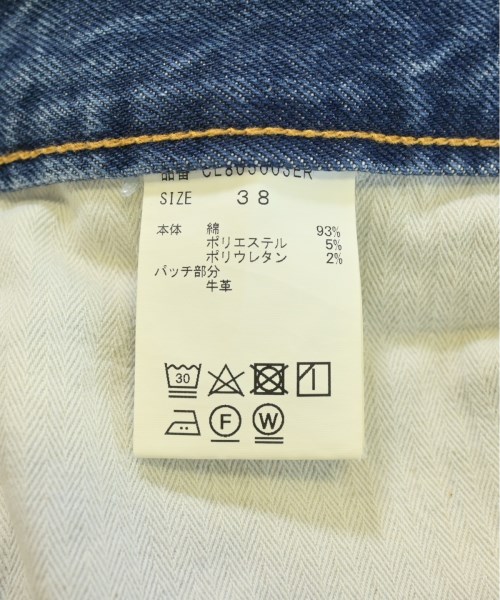 SIZE 38
本体 綿 93%
ポリエステル 5%
ポリウレタン 2%
パッチ部分
牛革
30
F W